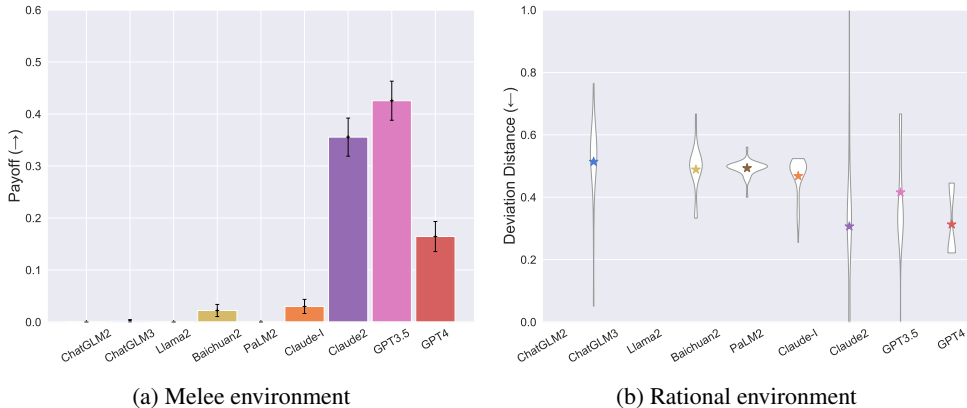 0.6
0.5
0.4
0.3
0.2
0.1
0.0
Payoff (→)
ChatGLM2
ChatGLM3
Llama2
Baichuan2
PaLM2
Claude-I
Claude2
GPT3.5
GPT4
(a) Melee environment
1.0
0.8
0.6
0.4
0.2
0.0
Deviation Distance (←)
ChatGLM2
ChatGLM3
Llama2
Baichuan2
PaLM2
Claude-I
Claude2
GPT3.5
GPT4
(b) Rational environment